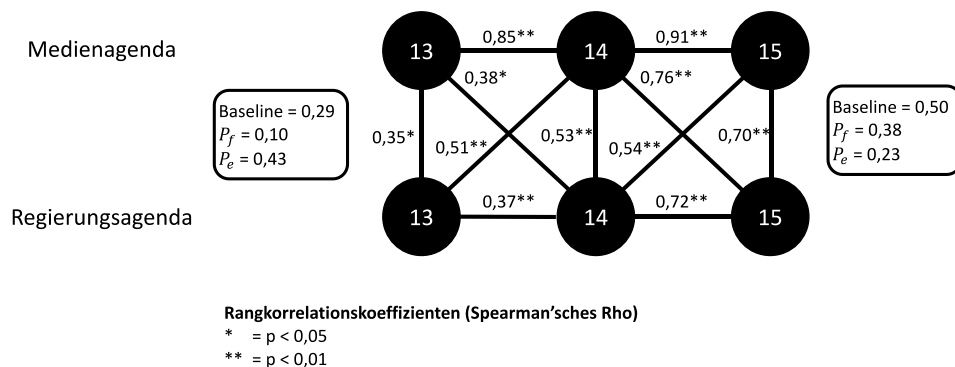 Medienagenda
13
0,85**
14
0,91**
15
0,38*
0,76**
Baseline = 0,29
P_f = 0,10
P_e = 0,43
0,35*
0,51**
0,53**
0,54**
0,70**
Baseline = 0,50
P_f = 0,38
P_e = 0,23
Regierungsagenda
13
0,37**
14
0,72**
15
Rangkorrelationskoeffizienten (Spearman’sches Rho)
* = p < 0,05
** = p < 0,01